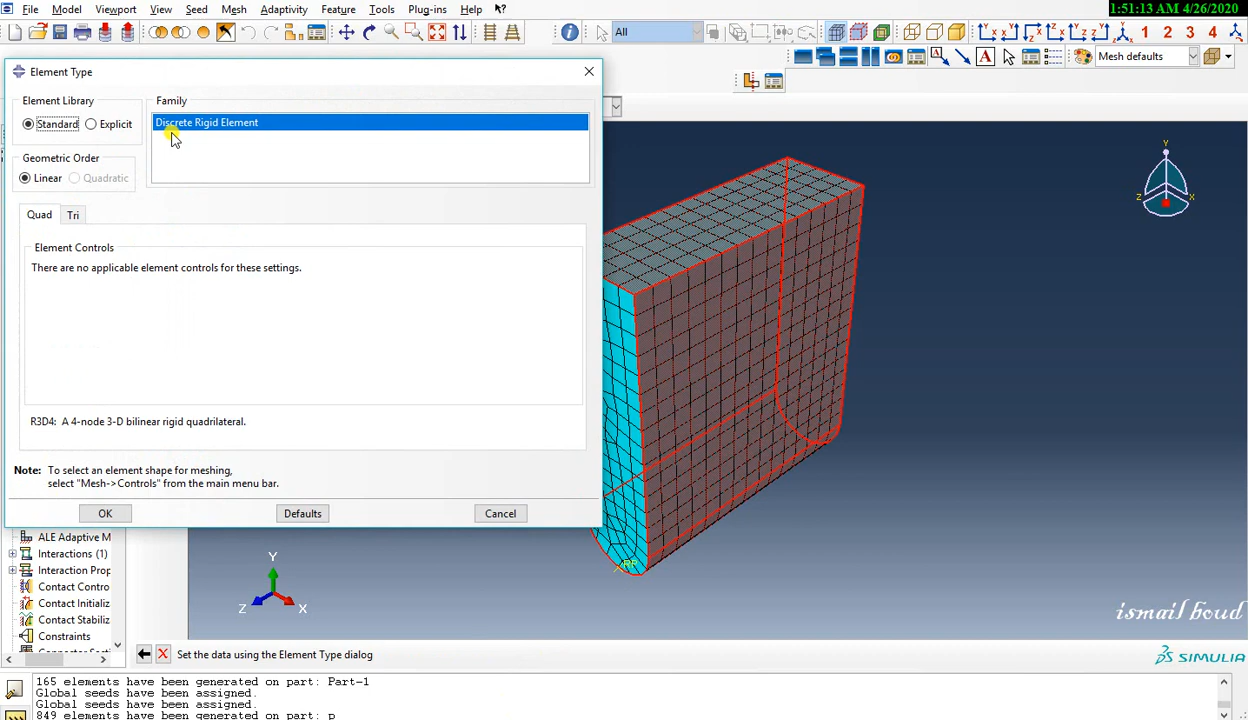 File Model Viewport View Seed Mesh Adaptivity Feature Tools Plug-ins Help
1:51:13 AM 4/26/2020
All
1 2 3 4
Mesh defaults
Element Type
Element Library
Family
Standard Explicit
Discrete Rigid Element
Geometric Order
Linear Quadratic
Quad Tri
Element Controls
There are no applicable element controls for these settings.
R3D4: A 4-node 3-D bilinear rigid quadrilateral.
Note: To select an element shape for meshing,
select "Mesh->Controls" from the main menu bar.
OK Defaults Cancel
Y
Z X
RP
ALE Adaptive M
Interactions (1)
Interaction Prop
Contact Contro
Contact Initializ
Contact Stabiliz
Constraints
Y
Z X
ismail boud
Set the data using the Element Type dialog
SIMULIA
165 elements have been generated on part: Part-1
Global seeds have been assigned.
Global seeds have been assigned.
849 elements have been generated on part: p